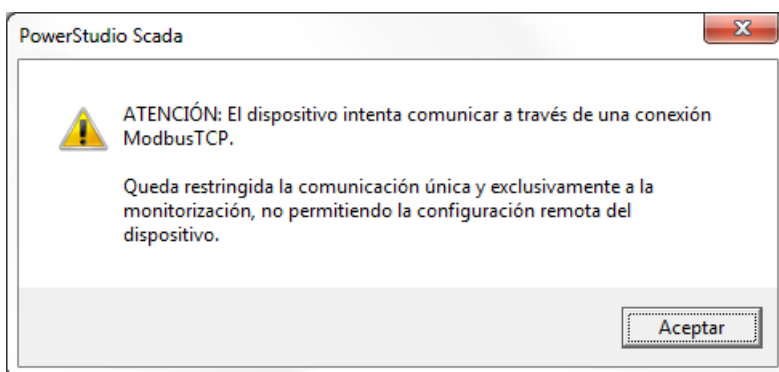 PowerStudio Scada
ATENCIÓN: El dispositivo intenta comunicar a través de una conexión
ModbusTCP.
Queda restringida la comunicación única y exclusivamente a la
monitorización, no permitiendo la configuración remota del
dispositivo.
Aceptar